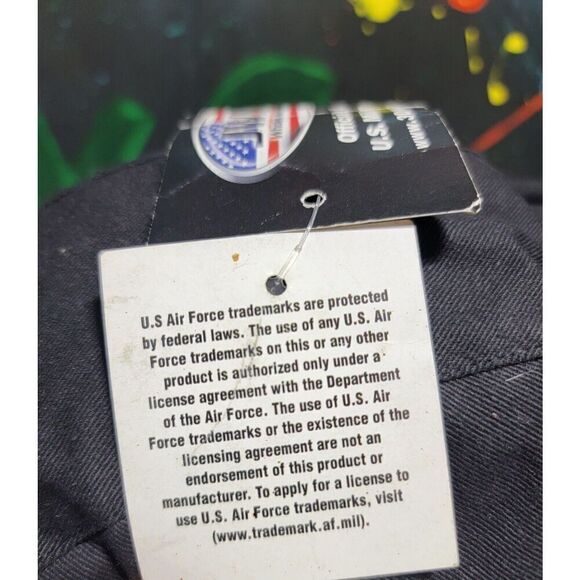 U.S.
U.S Air Force trademarks are protected
by federal laws. The use of any U.S. Air
Force trademarks on this or any other
product is authorized only under a
license agreement with the Department
of the Air Force. The use of U.S. Air
Force trademarks or the existence of the
licensing agreement are not an
endorsement of this product or
manufacturer. To apply for a license to
use U.S. Air Force trademarks, visit
(www.trademark.af.mil).